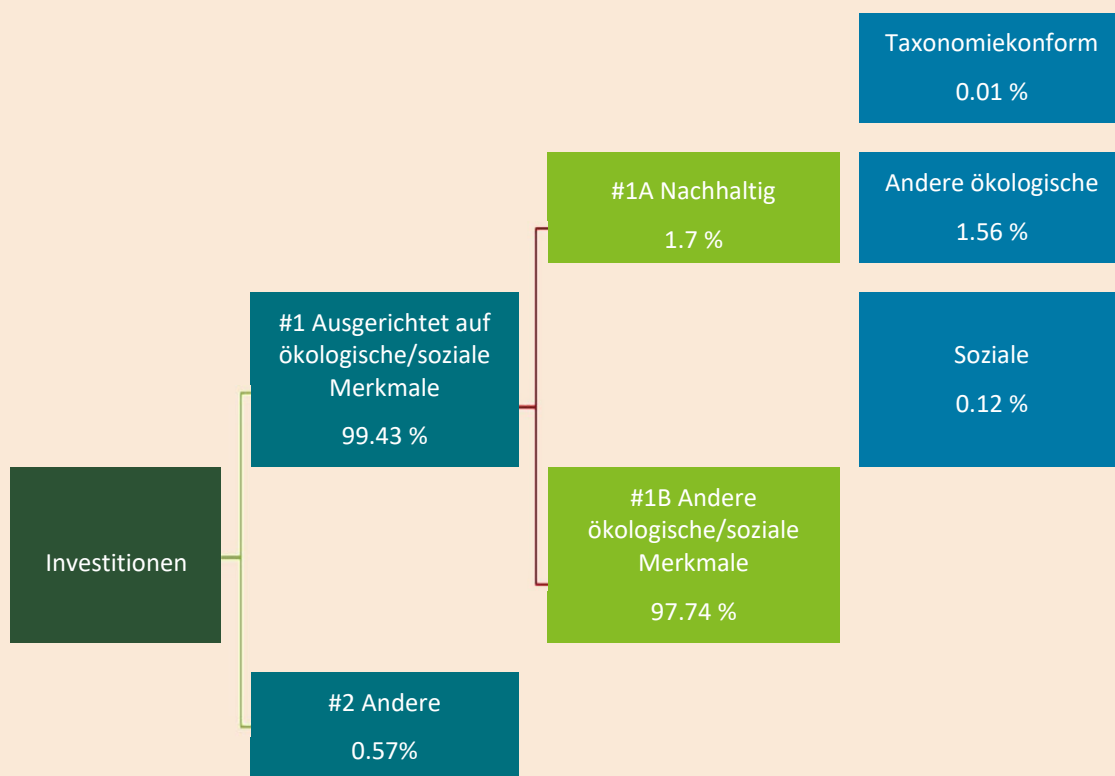 Taxonomiekonform
0.01 %
#1A Nachhaltig
1.7 %
Andere ökologische
1.56 %
#1 Ausgerichtet auf
ökologische/soziale
Merkmale
99.43 %
Soziale
0.12 %
Investitionen
#1B Andere
ökologische/soziale
Merkmale
97.74 %
#2 Andere
0.57%